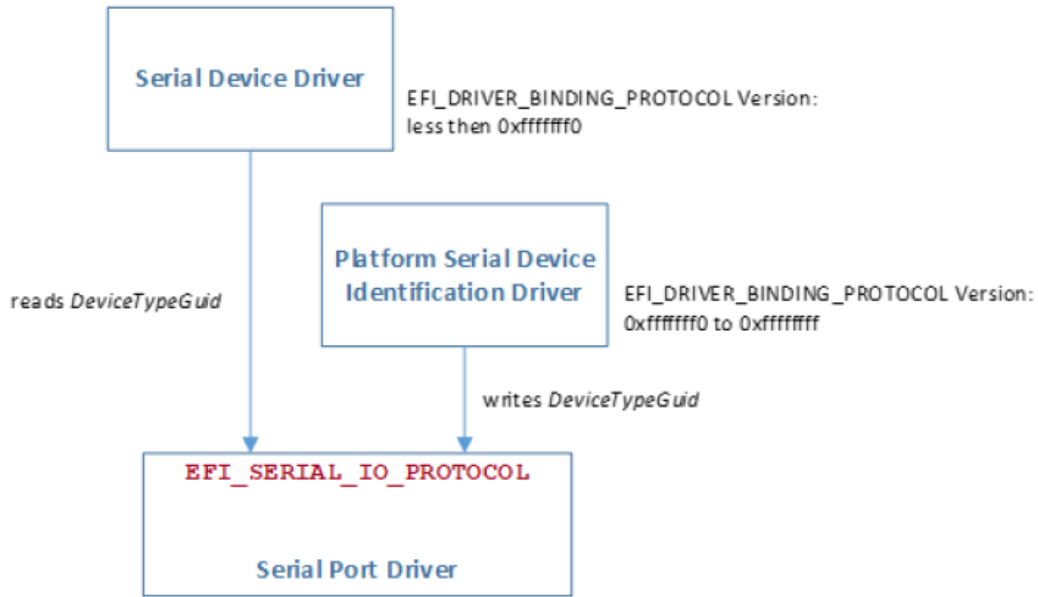 Serial Device Driver
EFI_DRIVER_BINDING_PROTOCOL Version:
less then 0xfffffff0
Platform Serial Device
Identification Driver
EFI_DRIVER_BINDING_PROTOCOL Version:
0xfffffff0 to 0xffffffff
reads DeviceTypeGuid
writes DeviceTypeGuid
EFI_SERIAL_IO_PROTOCOL
Serial Port Driver